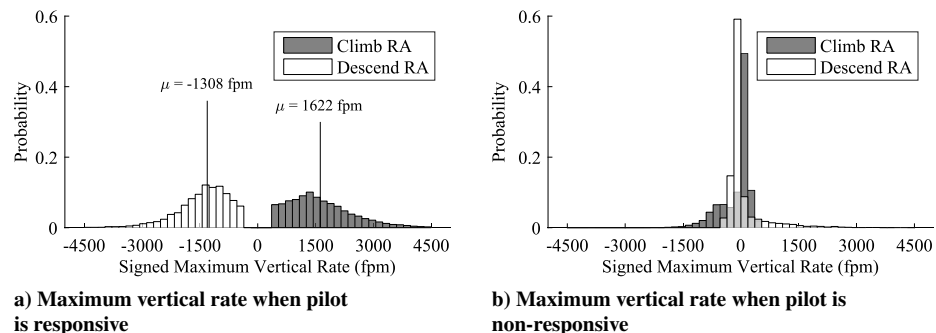 0.6
0.4
0.2
0
Probability
Climb RA
Descend RA
μ = -1308 fpm
μ = 1622 fpm
-4500 -3000 -1500 0 1500 3000 4500
Signed Maximum Vertical Rate (fpm)
a) Maximum vertical rate when pilot
is responsive
0.6
0.4
0.2
0
Probability
Climb RA
Descend RA
-4500 -3000 -1500 0 1500 3000 4500
Signed Maximum Vertical Rate (fpm)
b) Maximum vertical rate when pilot is
non-responsive